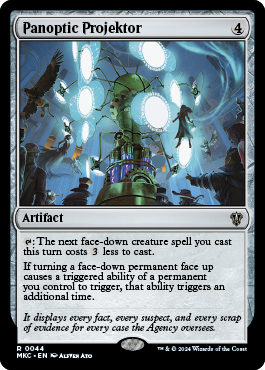 Panoptic Projektor 4
Artifact
: The next face-down creature spell you cast
this turn costs 3 less to cast.
If turning a face-down permanent face up
causes a triggered ability of a permanent
you control to trigger, that ability triggers an
additional time.
It displays every fact, every suspect, and every scrap
of evidence for every case the Agency oversees.
R 0044
MKC • EN Aliven Ato
™ & © 2024 Wizards of the Coast